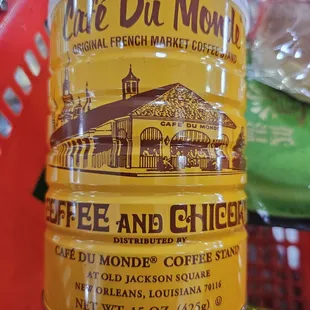 Café Du Monde
ORIGINAL FRENCH MARKET COFFEE STAND
CAFE DU MONDE
COFFEE AND CHICORY
DISTRIBUTED BY
CAFÉ DU MONDE® COFFEE STAND
AT OLD JACKSON SQUARE
NEW ORLEANS, LOUISIANA 70116
NET WT. 15 OZ. (425g)